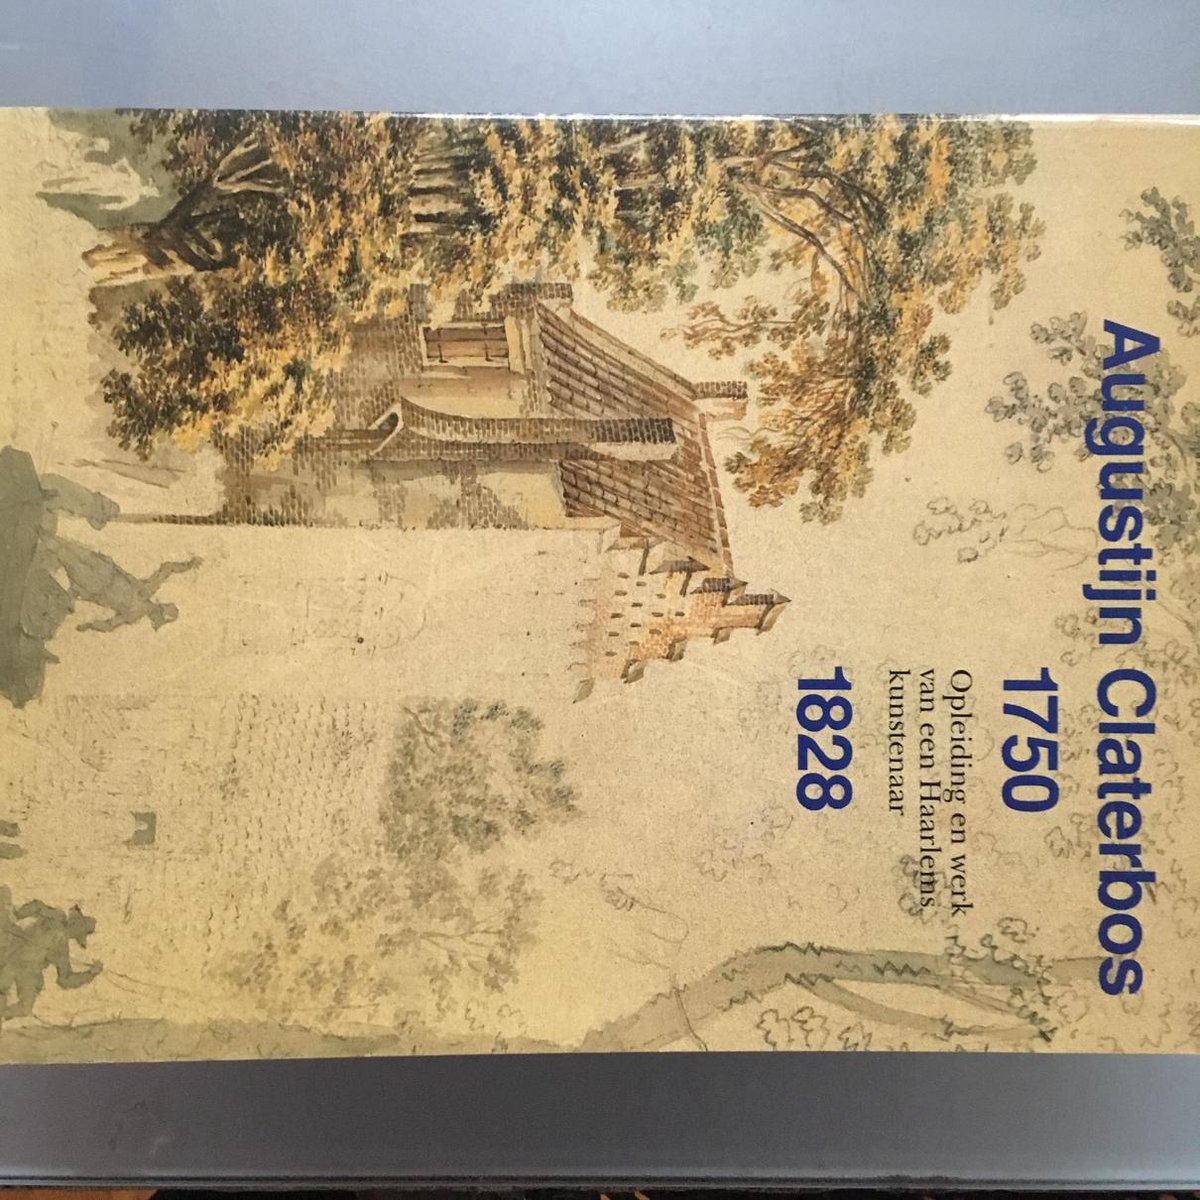 Augustijn Claterbos
1750
Opleiding en werk
van een Haarlems
kunstenaar
1828